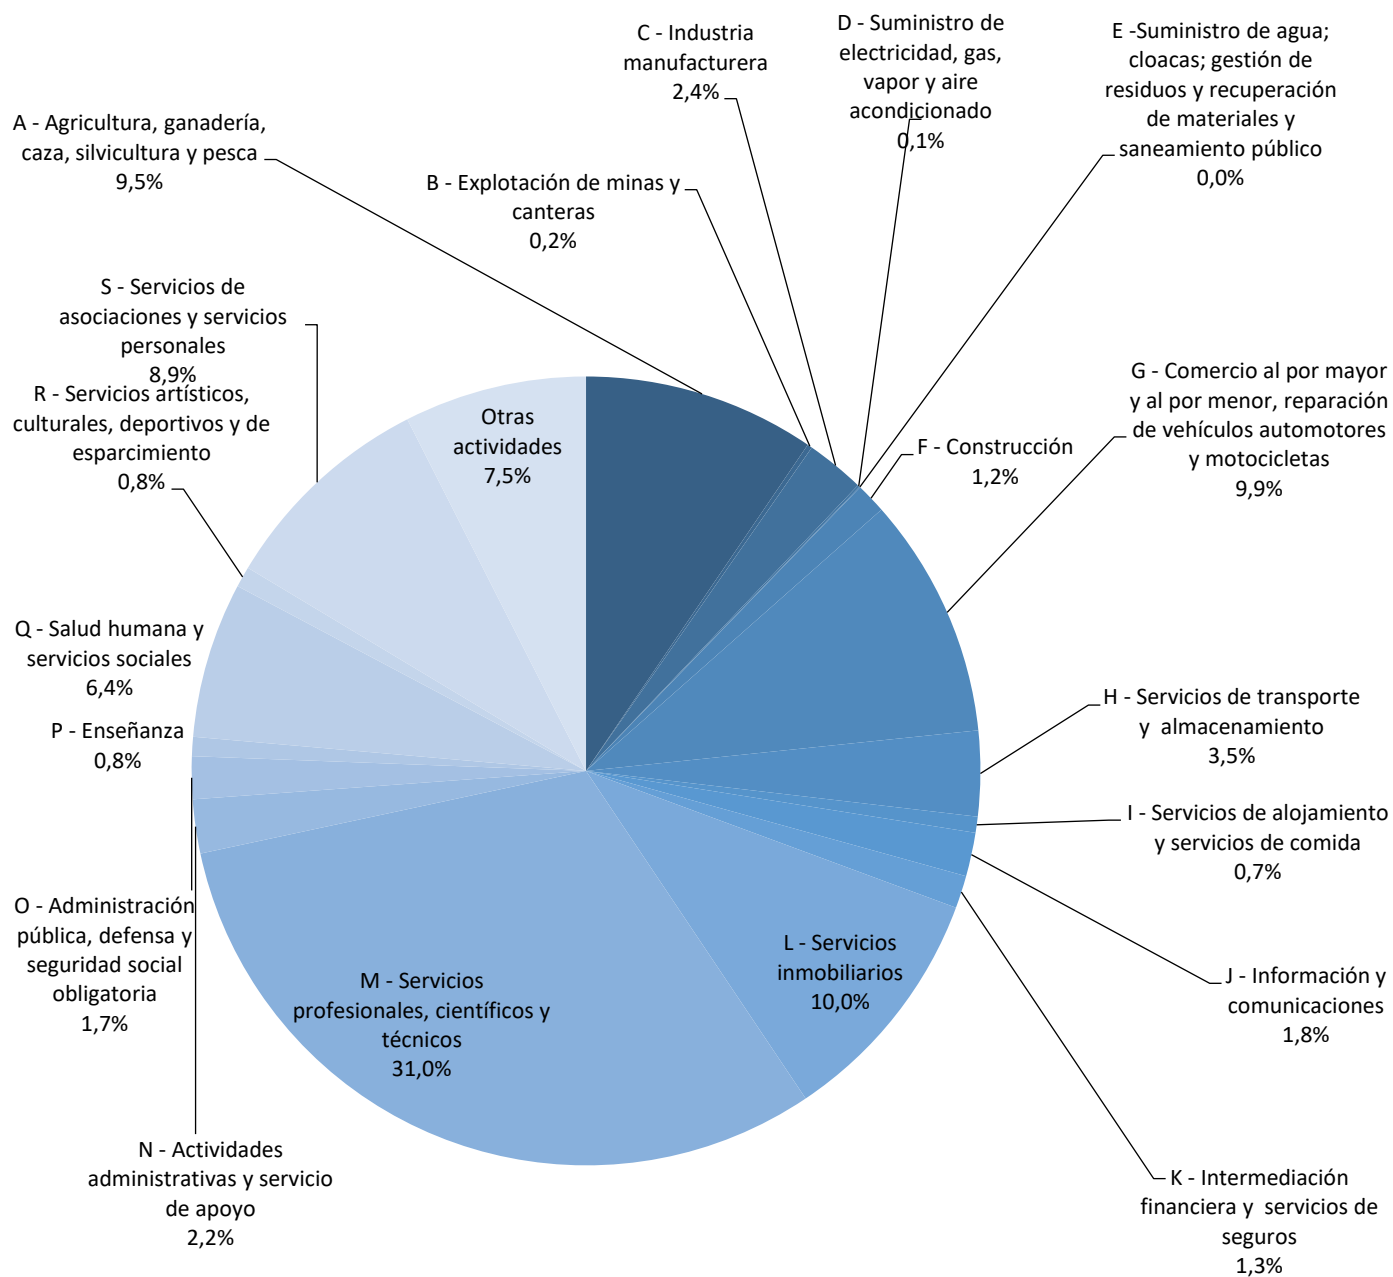 A - Agricultura, ganadería,
caza, silvicultura y pesca
9,5%
B - Explotación de minas y
canteras
0,2%
C - Industria
manufacturera
2,4%
D - Suministro de
electricidad, gas,
vapor y aire
acondicionado
0,1%
E -Suministro de agua;
cloacas; gestión de
residuos y recuperación
de materiales y
saneamiento público
0,0%
F - Construcción
1,2%
G - Comercio al por mayor
y al por menor, reparación
de vehículos automotores
y motocicletas
9,9%
H - Servicios de transporte
y  almacenamiento
3,5%
I - Servicios de alojamiento
y servicios de comida
0,7%
J - Información y
comunicaciones
1,8%
K - Intermediación
financiera y  servicios de
seguros
1,3%
L - Servicios
inmobiliarios
10,0%
M - Servicios
profesionales, científicos y
técnicos
31,0%
N - Actividades
administrativas y servicio
de apoyo
2,2%
O - Administración
pública, defensa y
seguridad social
obligatoria
1,7%
P - Enseñanza
0,8%
Q - Salud humana y
servicios sociales
6,4%
R - Servicios artísticos,
culturales, deportivos y de
esparcimiento
0,8%
S - Servicios de
asociaciones y servicios
personales
8,9%
Otras
actividades
7,5%